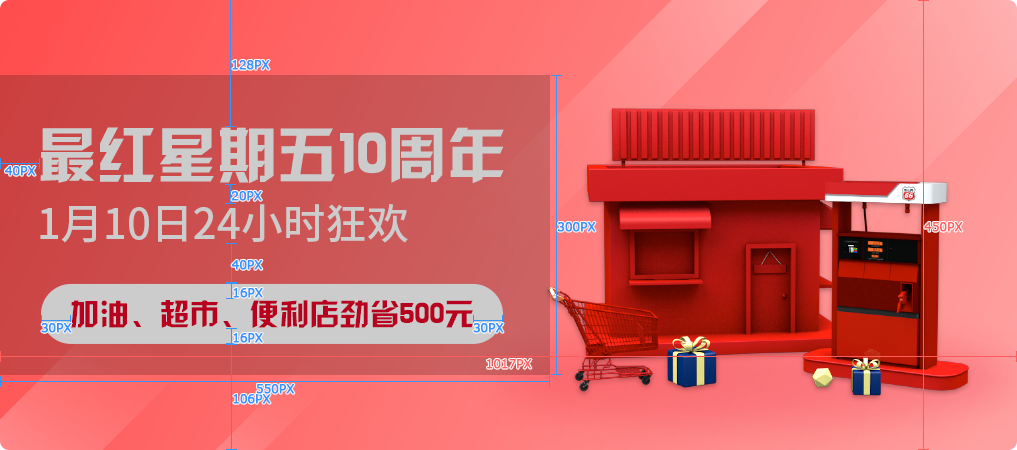 128PX
最红星期五10周年
40PX
20PX
1月10日24小时狂欢
300PX
450PX
40PX
16PX
加油、超市、便利店劲省500元
30PX
30PX
16PX
1017PX
550PX
106PX